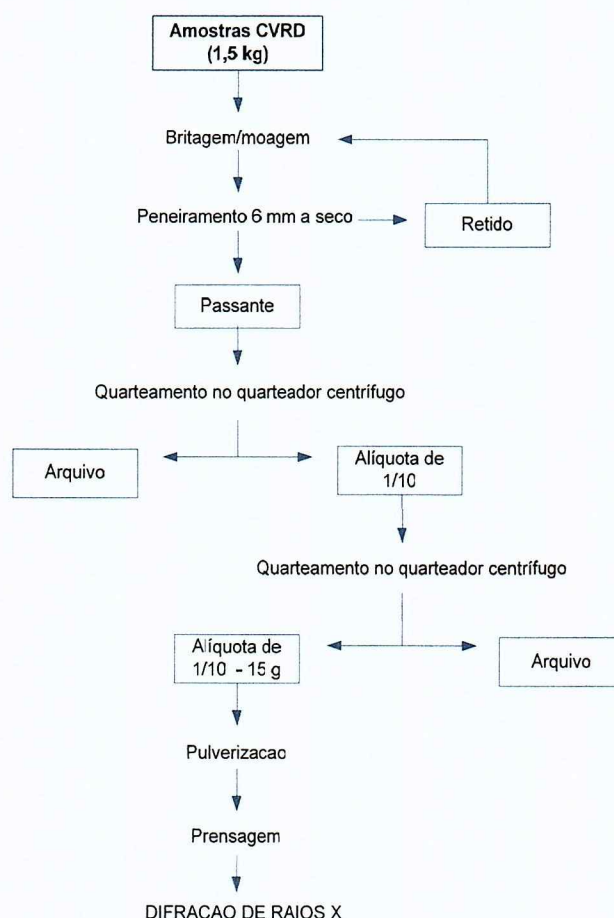 Amostras CVRD
(1,5 kg)
Britagem/moagem
Peneiramento 6 mm a seco
Retido
Passante
Quarteamento no quarteador centrífugo
Arquivo
Alíquota de
1/10
Quarteamento no quarteador centrífugo
Alíquota de
1/10 - 15 g
Arquivo
Pulverizacao
Prensagem
DIFRACAO DE RAIOS X